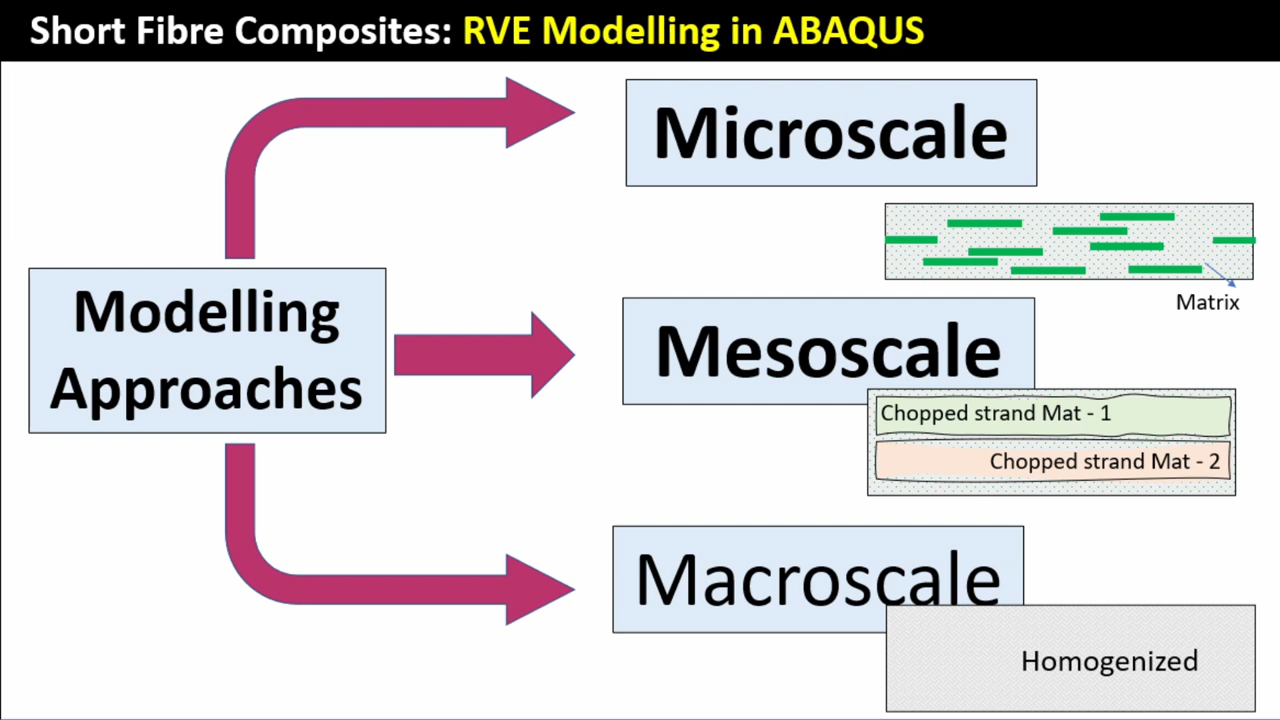 Short Fibre Composites: RVE Modelling in ABAQUS
Modelling
Approaches
Microscale
Matrix
Mesoscale
Chopped strand Mat - 1
Chopped strand Mat - 2
Macroscale
Homogenized